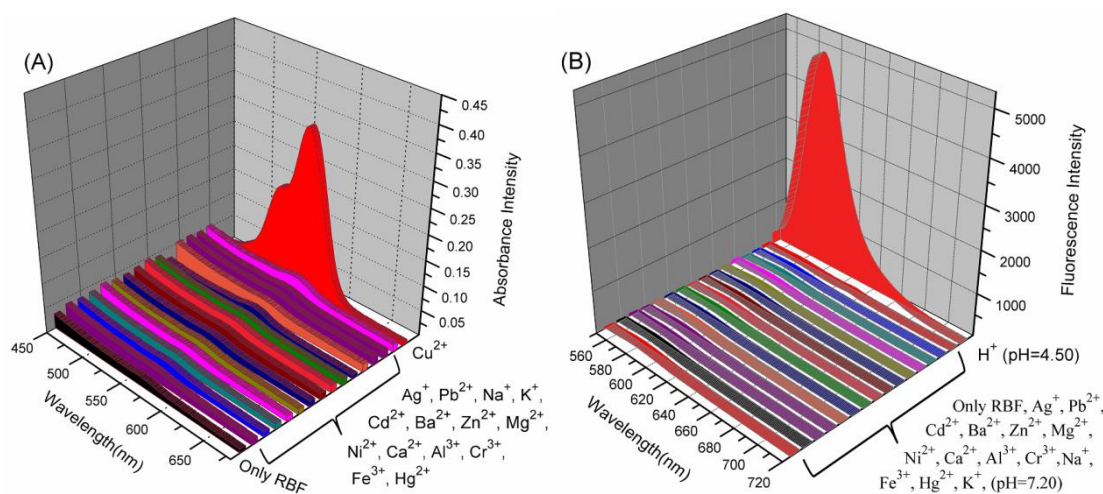 (A)
0.45
0.40
0.35
0.30
0.25
0.20
0.15
0.10
0.05
Absorbance Intensity
450
500
550
600
650
Wavelength(nm)
Cu²⁺
Ag⁺, Pb²⁺, Na⁺, K⁺,
Cd²⁺, Ba²⁺, Zn²⁺, Mg²⁺,
Ni²⁺, Ca²⁺, Al³⁺, Cr³⁺,
Fe³⁺, Hg²⁺
Only RBF
(B)
5000
4000
3000
2000
1000
Fluorescence Intensity
560
580
600
620
640
660
680
700
720
Wavelength(nm)
H⁺ (pH=4.50)
Only RBF, Ag⁺, Pb²⁺,
Cd²⁺, Ba²⁺, Zn²⁺, Mg²⁺,
Ni²⁺, Ca²⁺, Al³⁺, Cr³⁺,Na⁺,
Fe³⁺, Hg²⁺, K⁺, (pH=7.20)